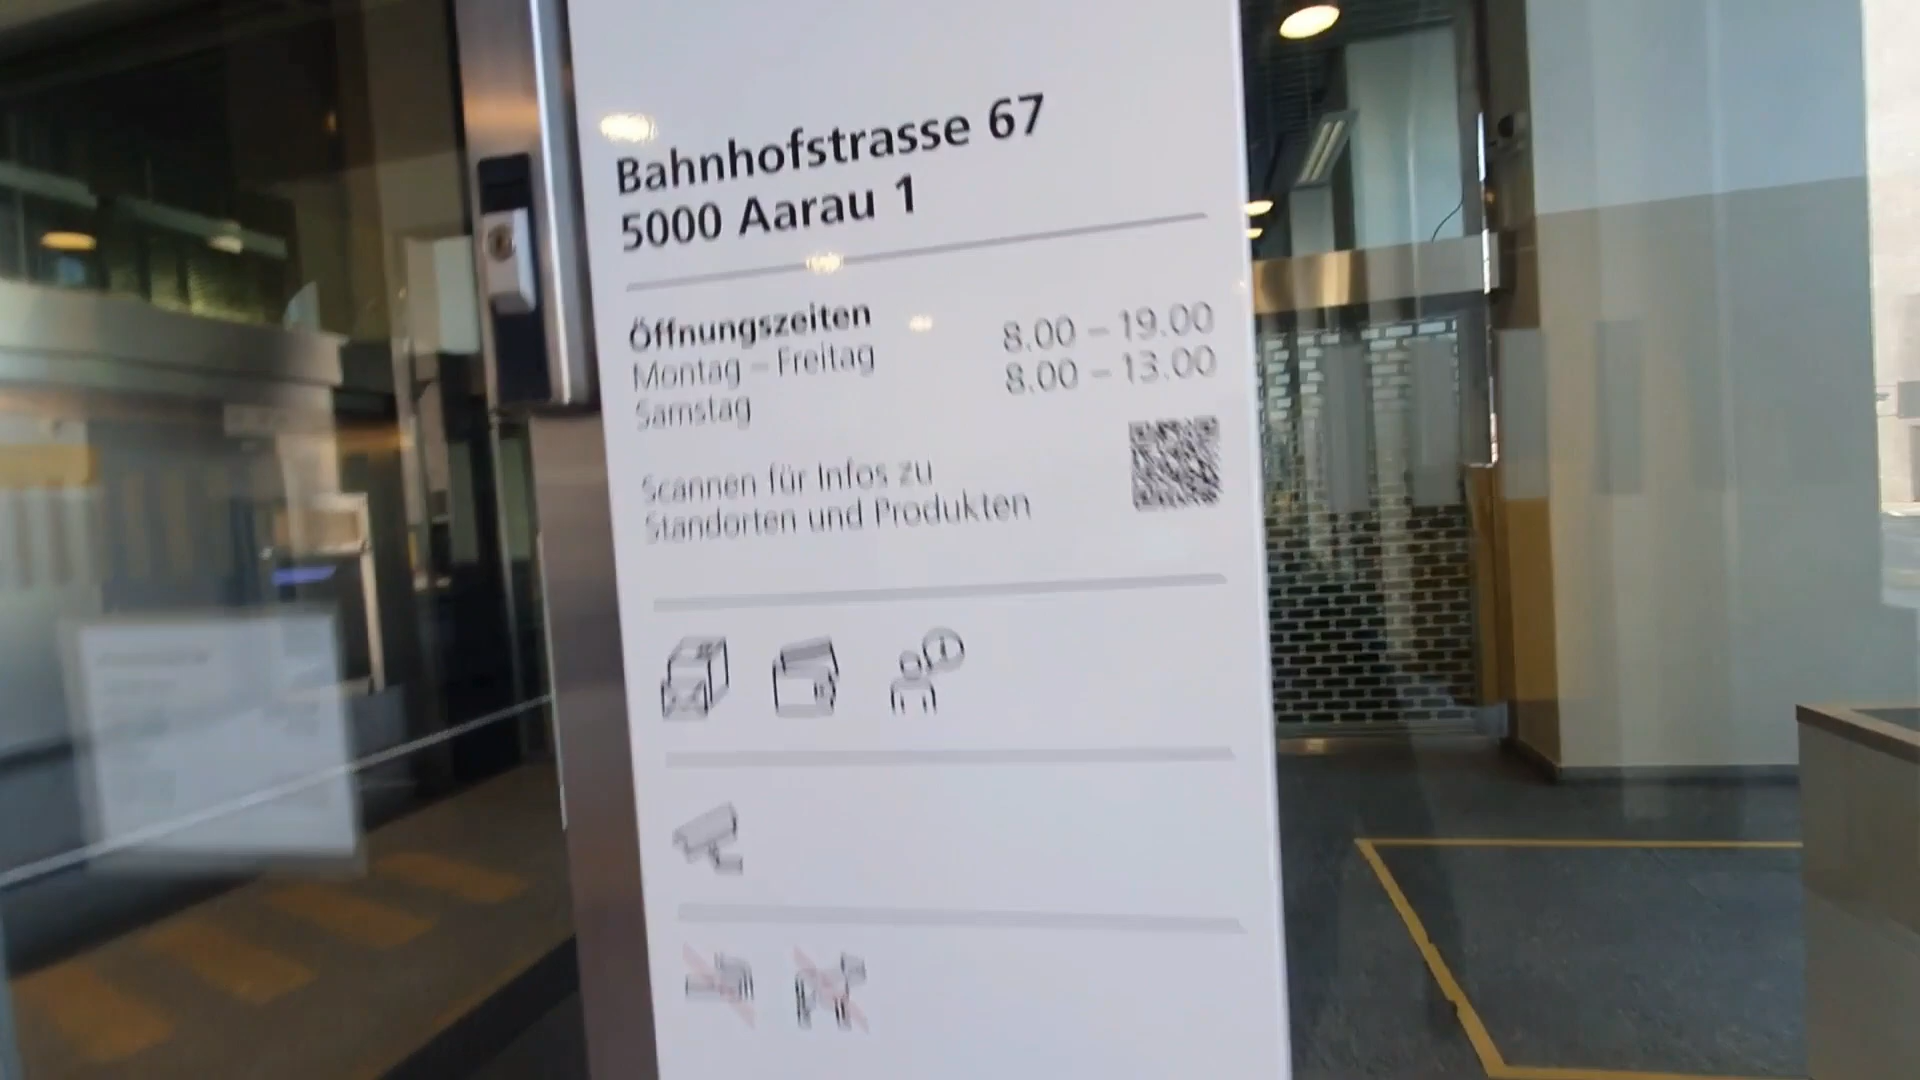 Bahnhofstrasse 67
5000 Aarau 1
Öffnungszeiten
Montag – Freitag 8.00 – 19.00
Samstag 8.00 – 13.00
Scannen für Infos zu
Standorten und Produkten